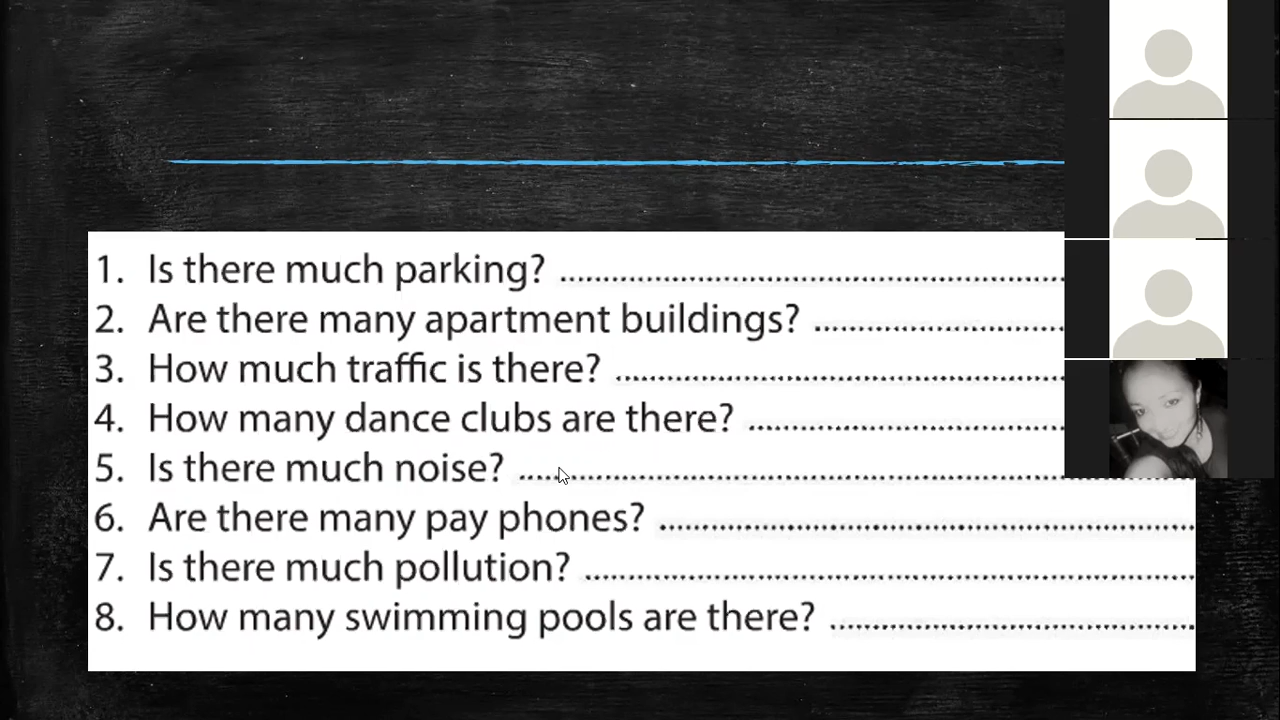 1. Is there much parking? ..............................
2. Are there many apartment buildings? ..............................
3. How much traffic is there? ..............................
4. How many dance clubs are there? ..............................
5. Is there much noise? ..............................
6. Are there many pay phones? ..............................
7. Is there much pollution? ..............................
8. How many swimming pools are there? ..............................